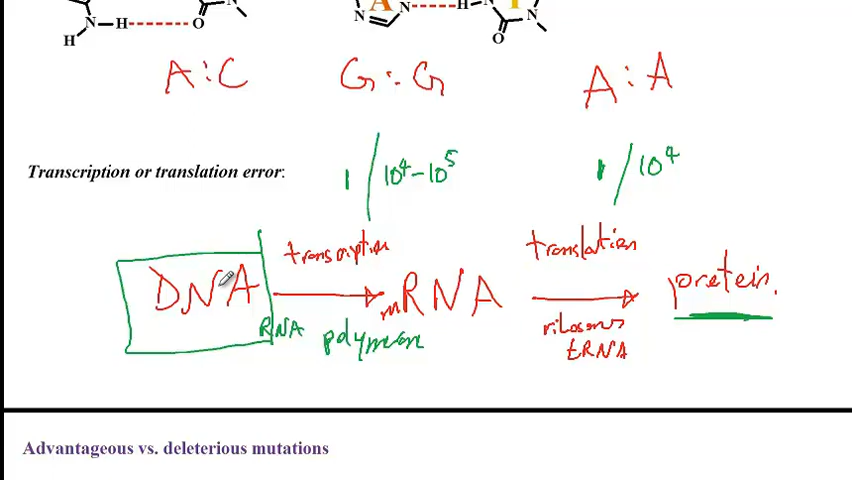 A N H N
N H O
H O
A:C G:G A:A
Transcription or translation error: 1/10⁴-10⁵ 1/10⁴
transcription translation
DNA mRNA protein.
RNA polymerase ribosomes
tRNA
Advantageous vs. deleterious mutations